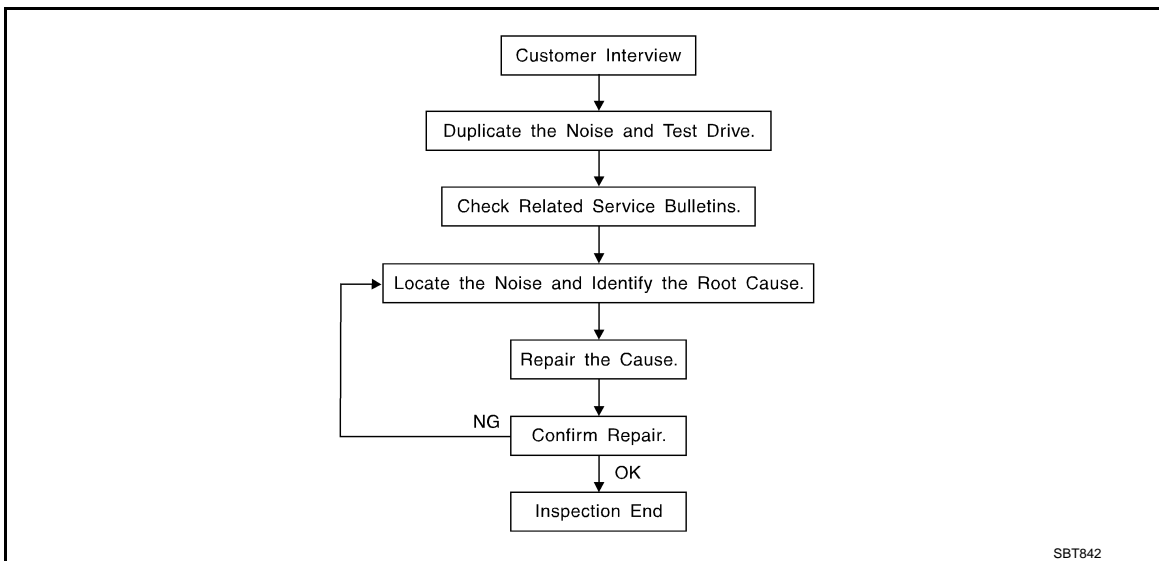 Customer Interview
Duplicate the Noise and Test Drive.
Check Related Service Bulletins.
Locate the Noise and Identify the Root Cause.
Repair the Cause.
NG
Confirm Repair.
OK
Inspection End
SBT842